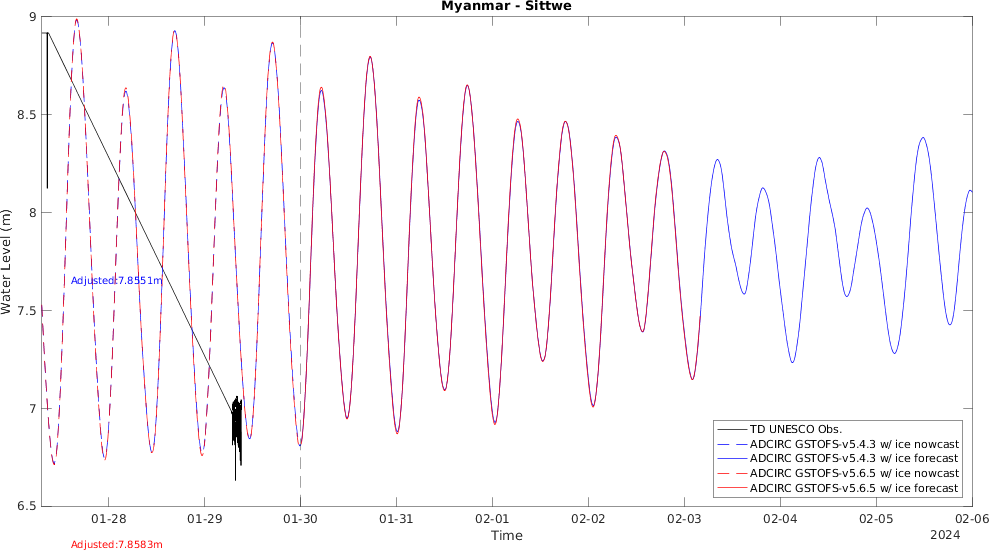 Myanmar - Sittwe
9
8.5
8
7.5
7
6.5
Water Level (m)
Adjusted:7.8551m
TD UNESCO Obs.
ADCIRC GSTOFS-v5.4.3 w/ ice nowcast
ADCIRC GSTOFS-v5.4.3 w/ ice forecast
ADCIRC GSTOFS-v5.6.5 w/ ice nowcast
ADCIRC GSTOFS-v5.6.5 w/ ice forecast
01-28 01-29 01-30 01-31 02-01 02-02 02-03 02-04 02-05 02-06
Time
2024
Adjusted:7.8583m